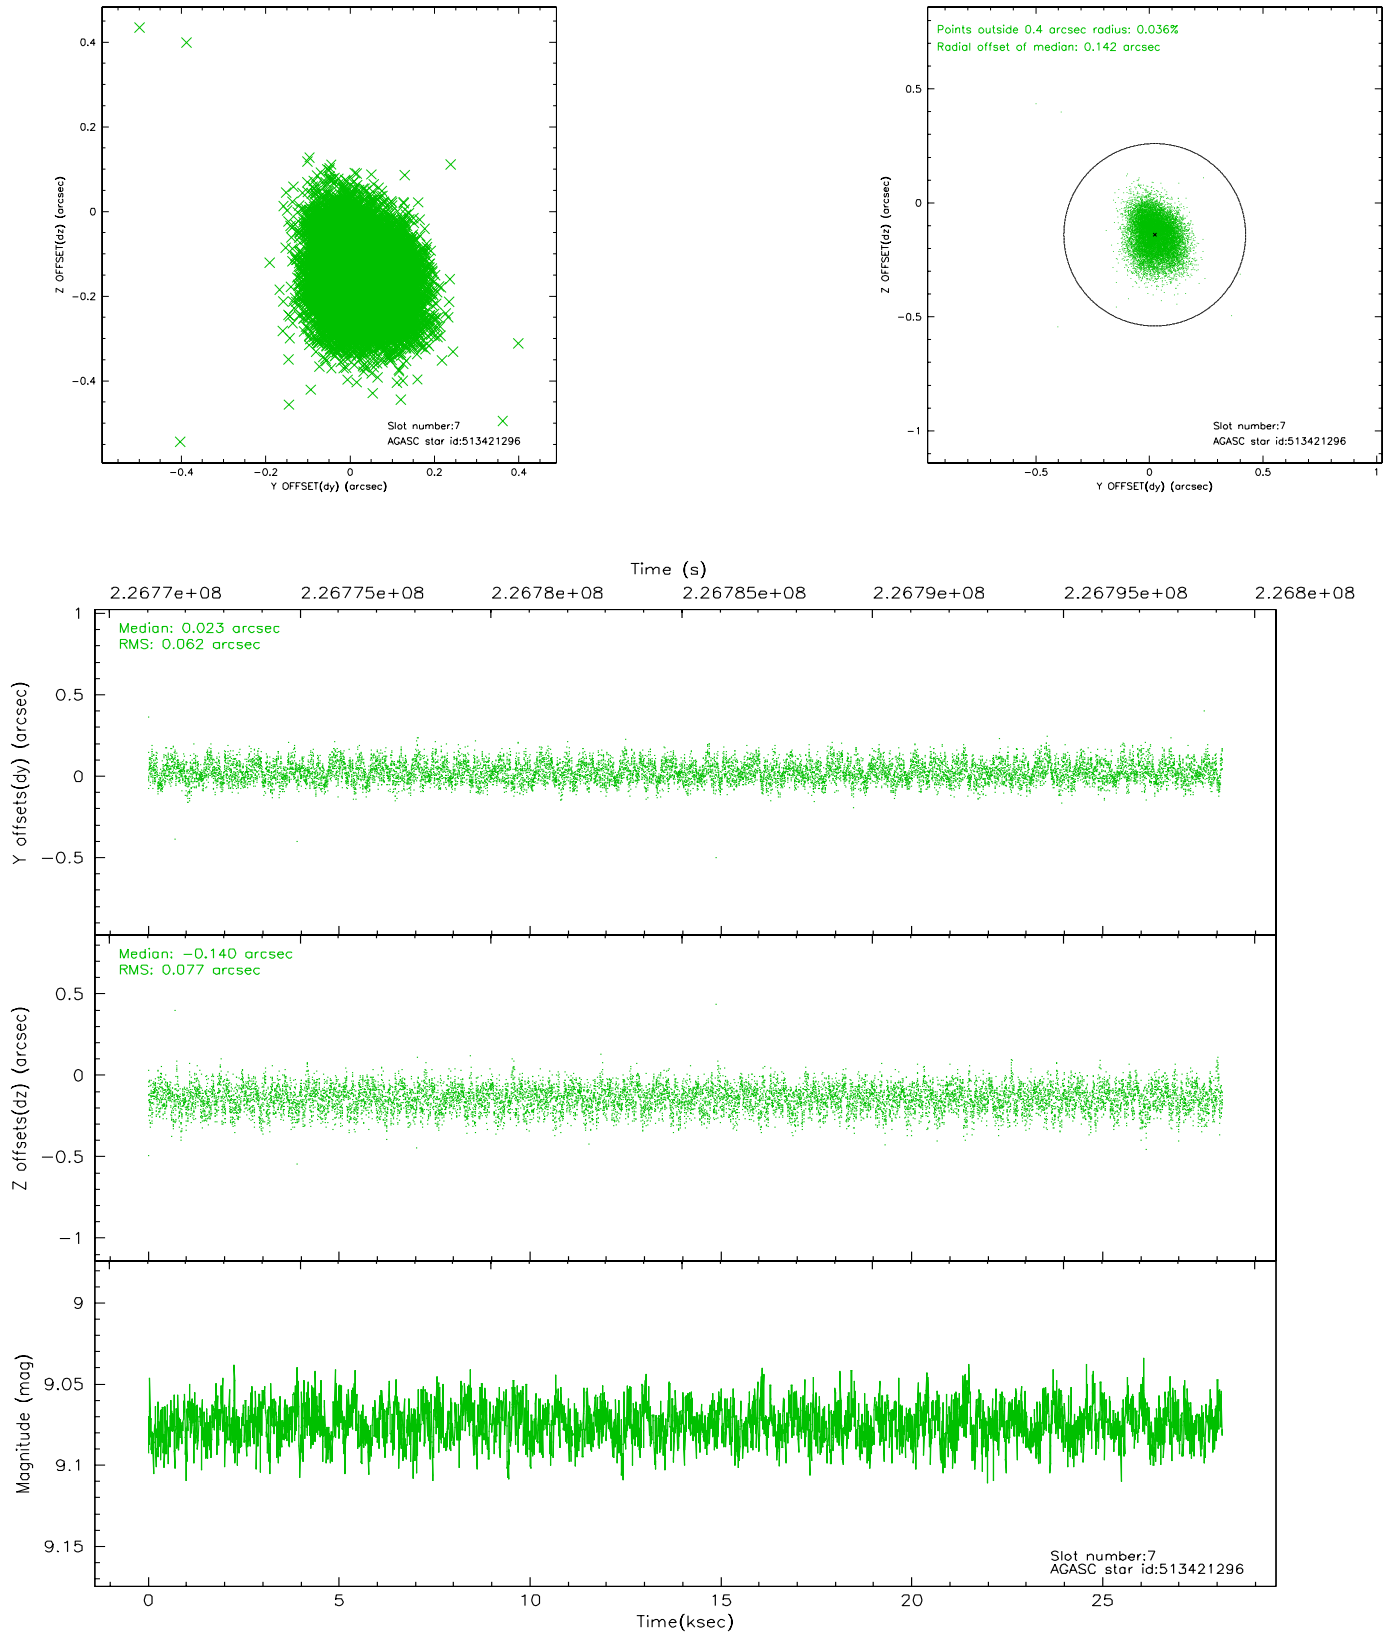 0.4
0.2
0
−0.2
−0.4
Z OFFSET(dz) (arcsec)
Slot number:7
AGASC star id:513421296
−0.4 −0.2 0 0.2 0.4
Y OFFSET(dy) (arcsec)
Points outside 0.4 arcsec radius: 0.036%
Radial offset of median: 0.142 arcsec
0.5
0
−0.5
−1
Z OFFSET(dz) (arcsec)
Slot number:7
AGASC star id:513421296
−0.5 0 0.5 1
Y OFFSET(dy) (arcsec)
Time (s)
2.2677e+08 2.26775e+08 2.2678e+08 2.26785e+08 2.2679e+08 2.26795e+08 2.268e+08
Median: 0.023 arcsec
RMS: 0.062 arcsec
1
0.5
0
−0.5
Y offsets(dy) (arcsec)
Median: −0.140 arcsec
RMS: 0.077 arcsec
0.5
0
−0.5
−1
Z offsets(dz) (arcsec)
9
9.05
9.1
9.15
Magnitude (mag)
Slot number:7
AGASC star id:513421296
0 5 10 15 20 25
Time(ksec)